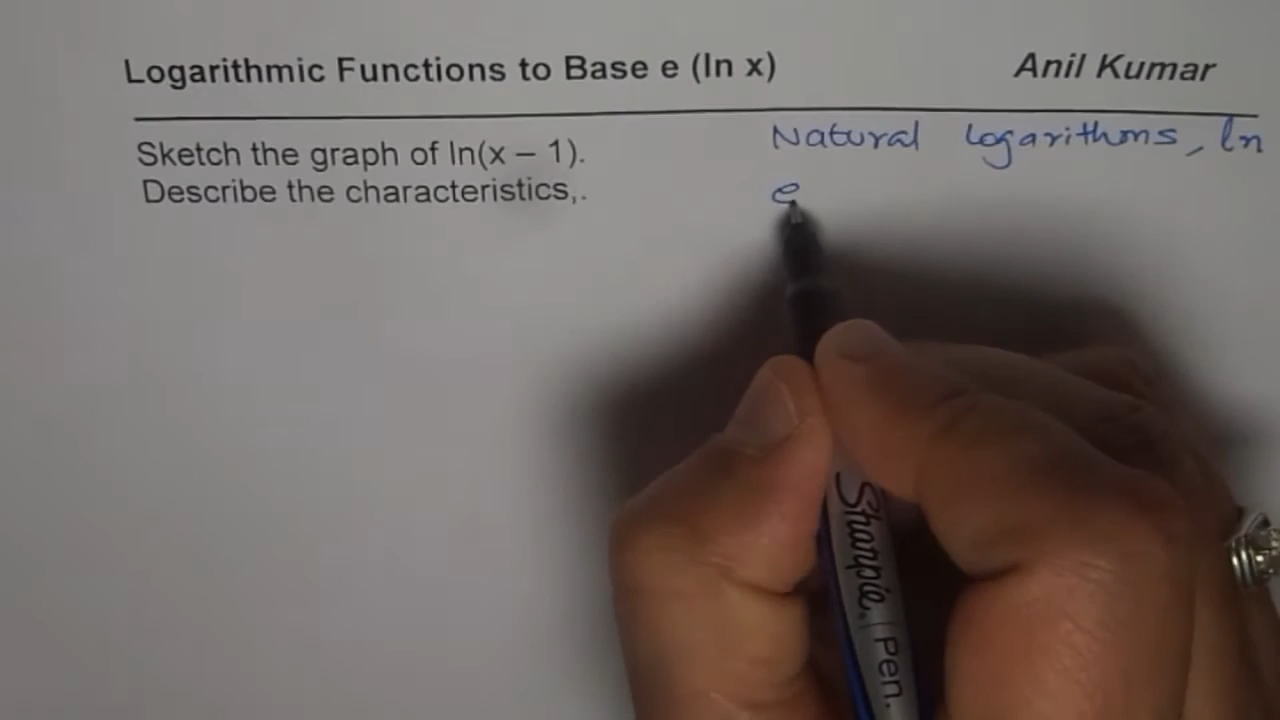 Logarithmic Functions to Base e (ln x) Anil Kumar
Sketch the graph of ln(x – 1). Natural logarithms, ln
Describe the characteristics,. e
Sharpie. | Pen.